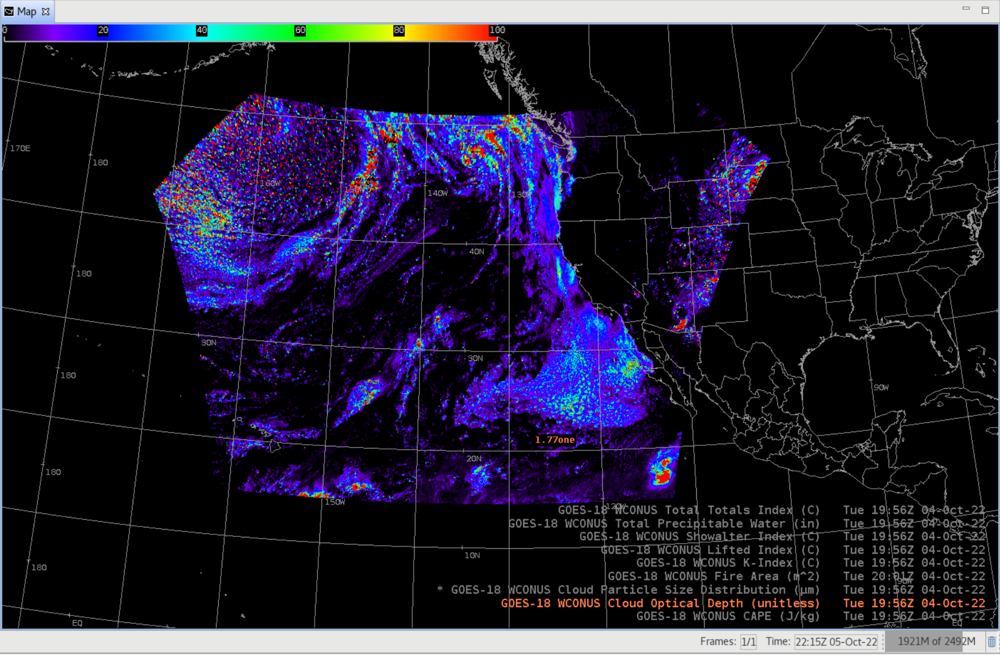 Map
0 20 40 60 80 100
170E
180
170W
160W
150W
140W
130W
40N
180
30N
30N
180
90W
1.77one
20N
180
150W
120W
GOES-18 WCONUS Total Totals Index (C) Tue 19:56Z 04-Oct-22
GOES-18 WCONUS Total Precipitable Water (in) Tue 19:56Z 04-Oct-22
GOES-18 WCONUS Showalter Index (C) Tue 19:56Z 04-Oct-22
GOES-18 WCONUS Lifted Index (C) Tue 19:56Z 04-Oct-22
10N
GOES-18 WCONUS K-Index (C) Tue 19:56Z 04-Oct-22
180
GOES-18 WCONUS Fire Area (m^2) Tue 20:01Z 04-Oct-22
90W
* GOES-18 WCONUS Cloud Particle Size Distribution (µm) Tue 19:56Z 04-Oct-22
GOES-18 WCONUS Cloud Optical Depth (unitless) Tue 19:56Z 04-Oct-22
GOES-18 WCONUS CAPE (J/kg) Tue 19:56Z 04-Oct-22
EQ
EQ
Frames: 1/1 Time: 22:15Z 05-Oct-22 1921M of 2492M